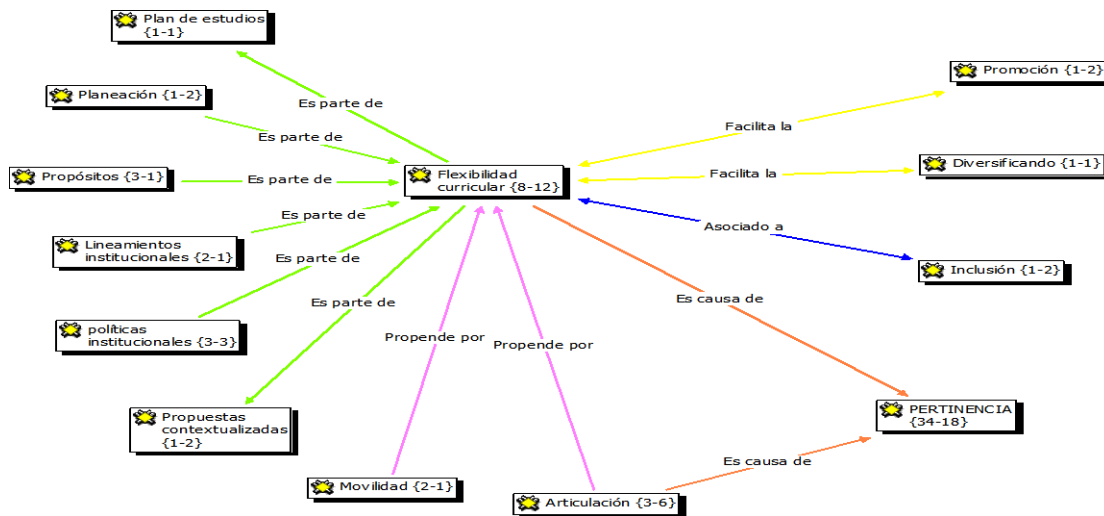 Plan de estudios
{1-1}
Promoción {1-2}
Planeación {1-2}
Es parte de
Facilita la
Es parte de
Diversificando {1-1}
Propósitos {3-1}
Es parte de
Flexibilidad
curricular {8-12}
Facilita la
Es parte de
Asociado a
Lineamientos
institucionales {2-1}
Es parte de
Inclusión {1-2}
Es parte de
Es causa de
políticas
institucionales {3-3}
Propende por
Propende por
Propuestas
contextualizadas
{1-2}
PERTINENCIA
{34-18}
Es causa de
Movilidad {2-1}
Articulación {3-6}